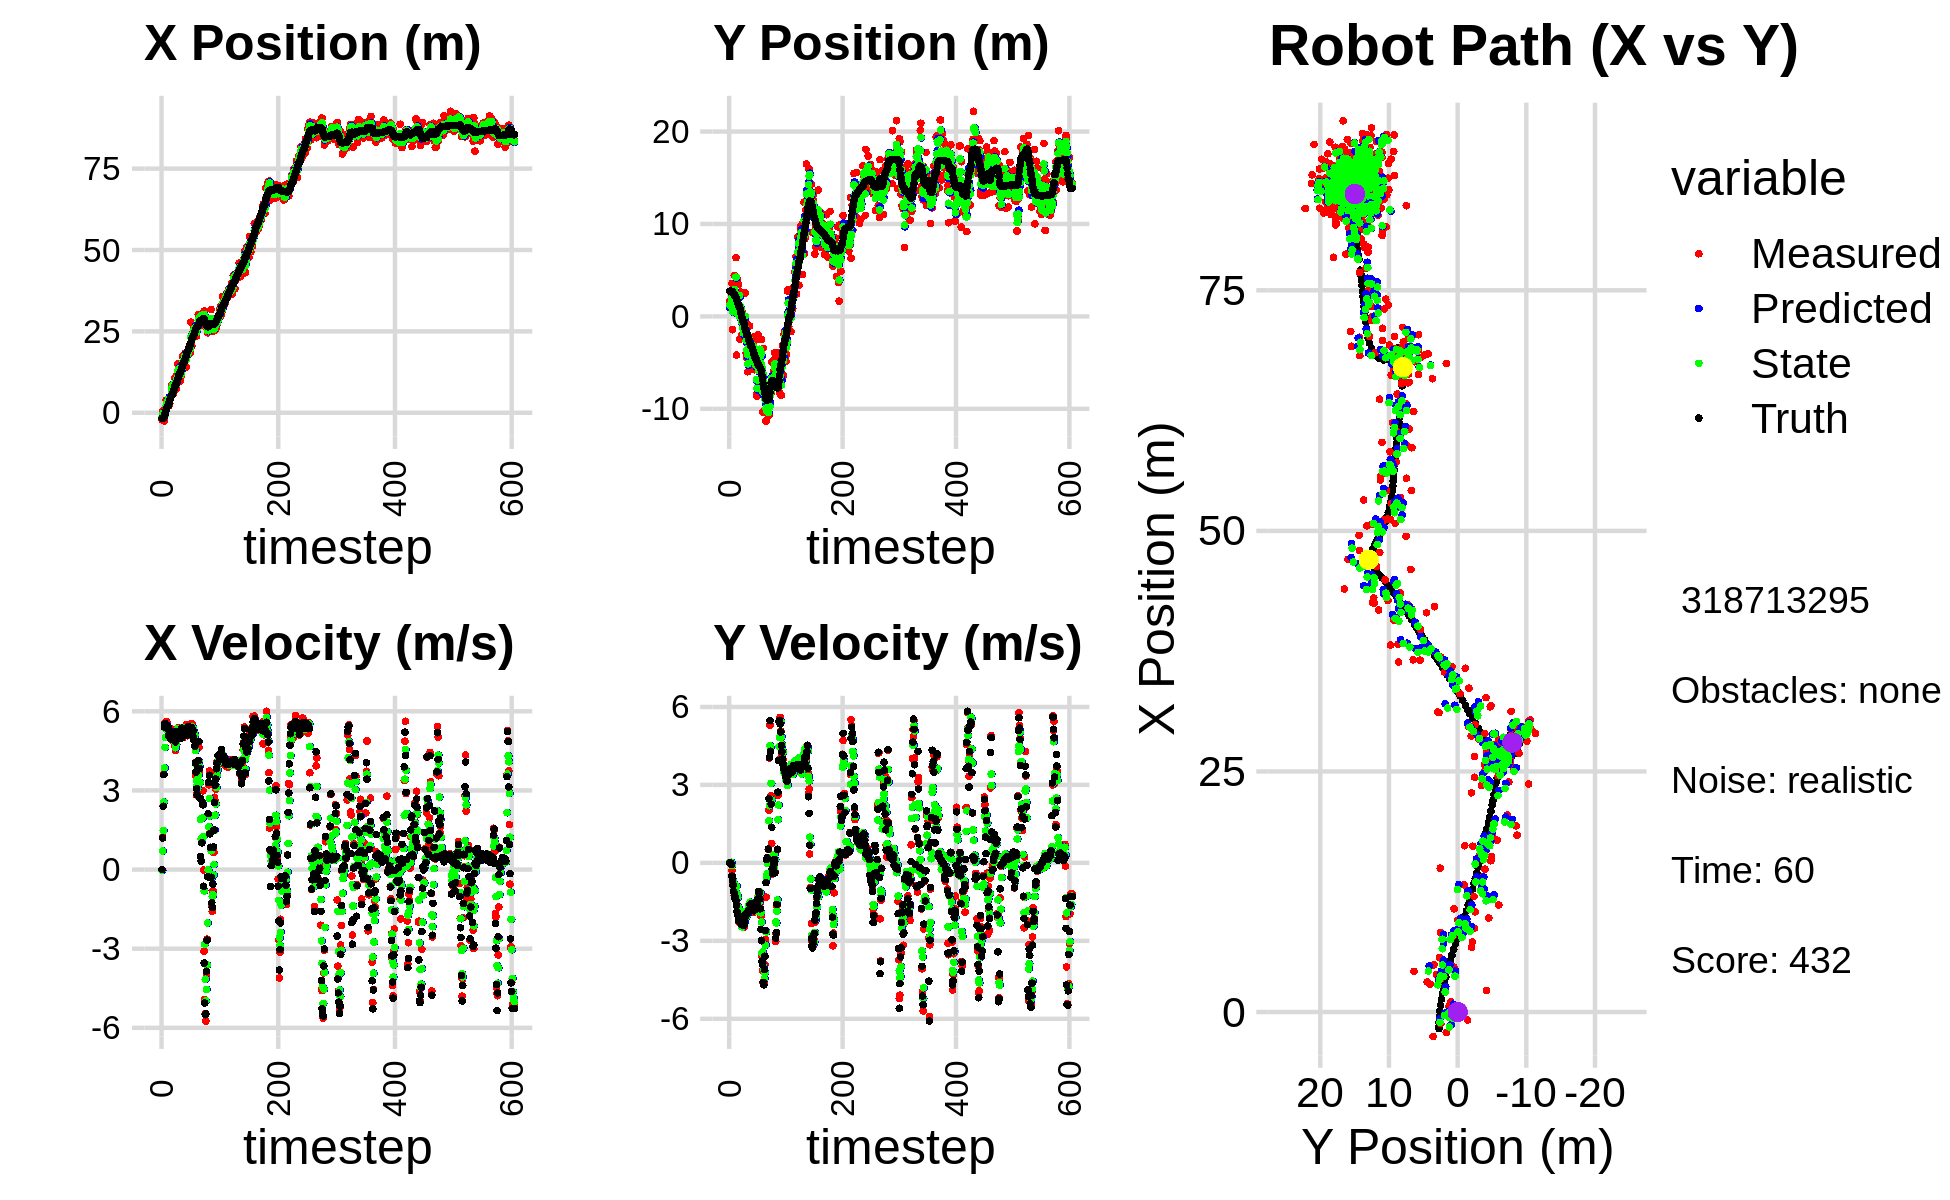 X Position (m)
75
50
25
0
0
200
400
600
timestep
Y Position (m)
20
10
0
-10
0
200
400
600
timestep
X Velocity (m/s)
6
3
0
-3
-6
0
200
400
600
timestep
Y Velocity (m/s)
6
3
0
-3
-6
0
200
400
600
timestep
Robot Path (X vs Y)
X Position (m)
75
50
25
0
20 10 0 -10 -20
Y Position (m)
variable
Measured
Predicted
State
Truth
318713295
Obstacles: none
Noise: realistic
Time: 60
Score: 432